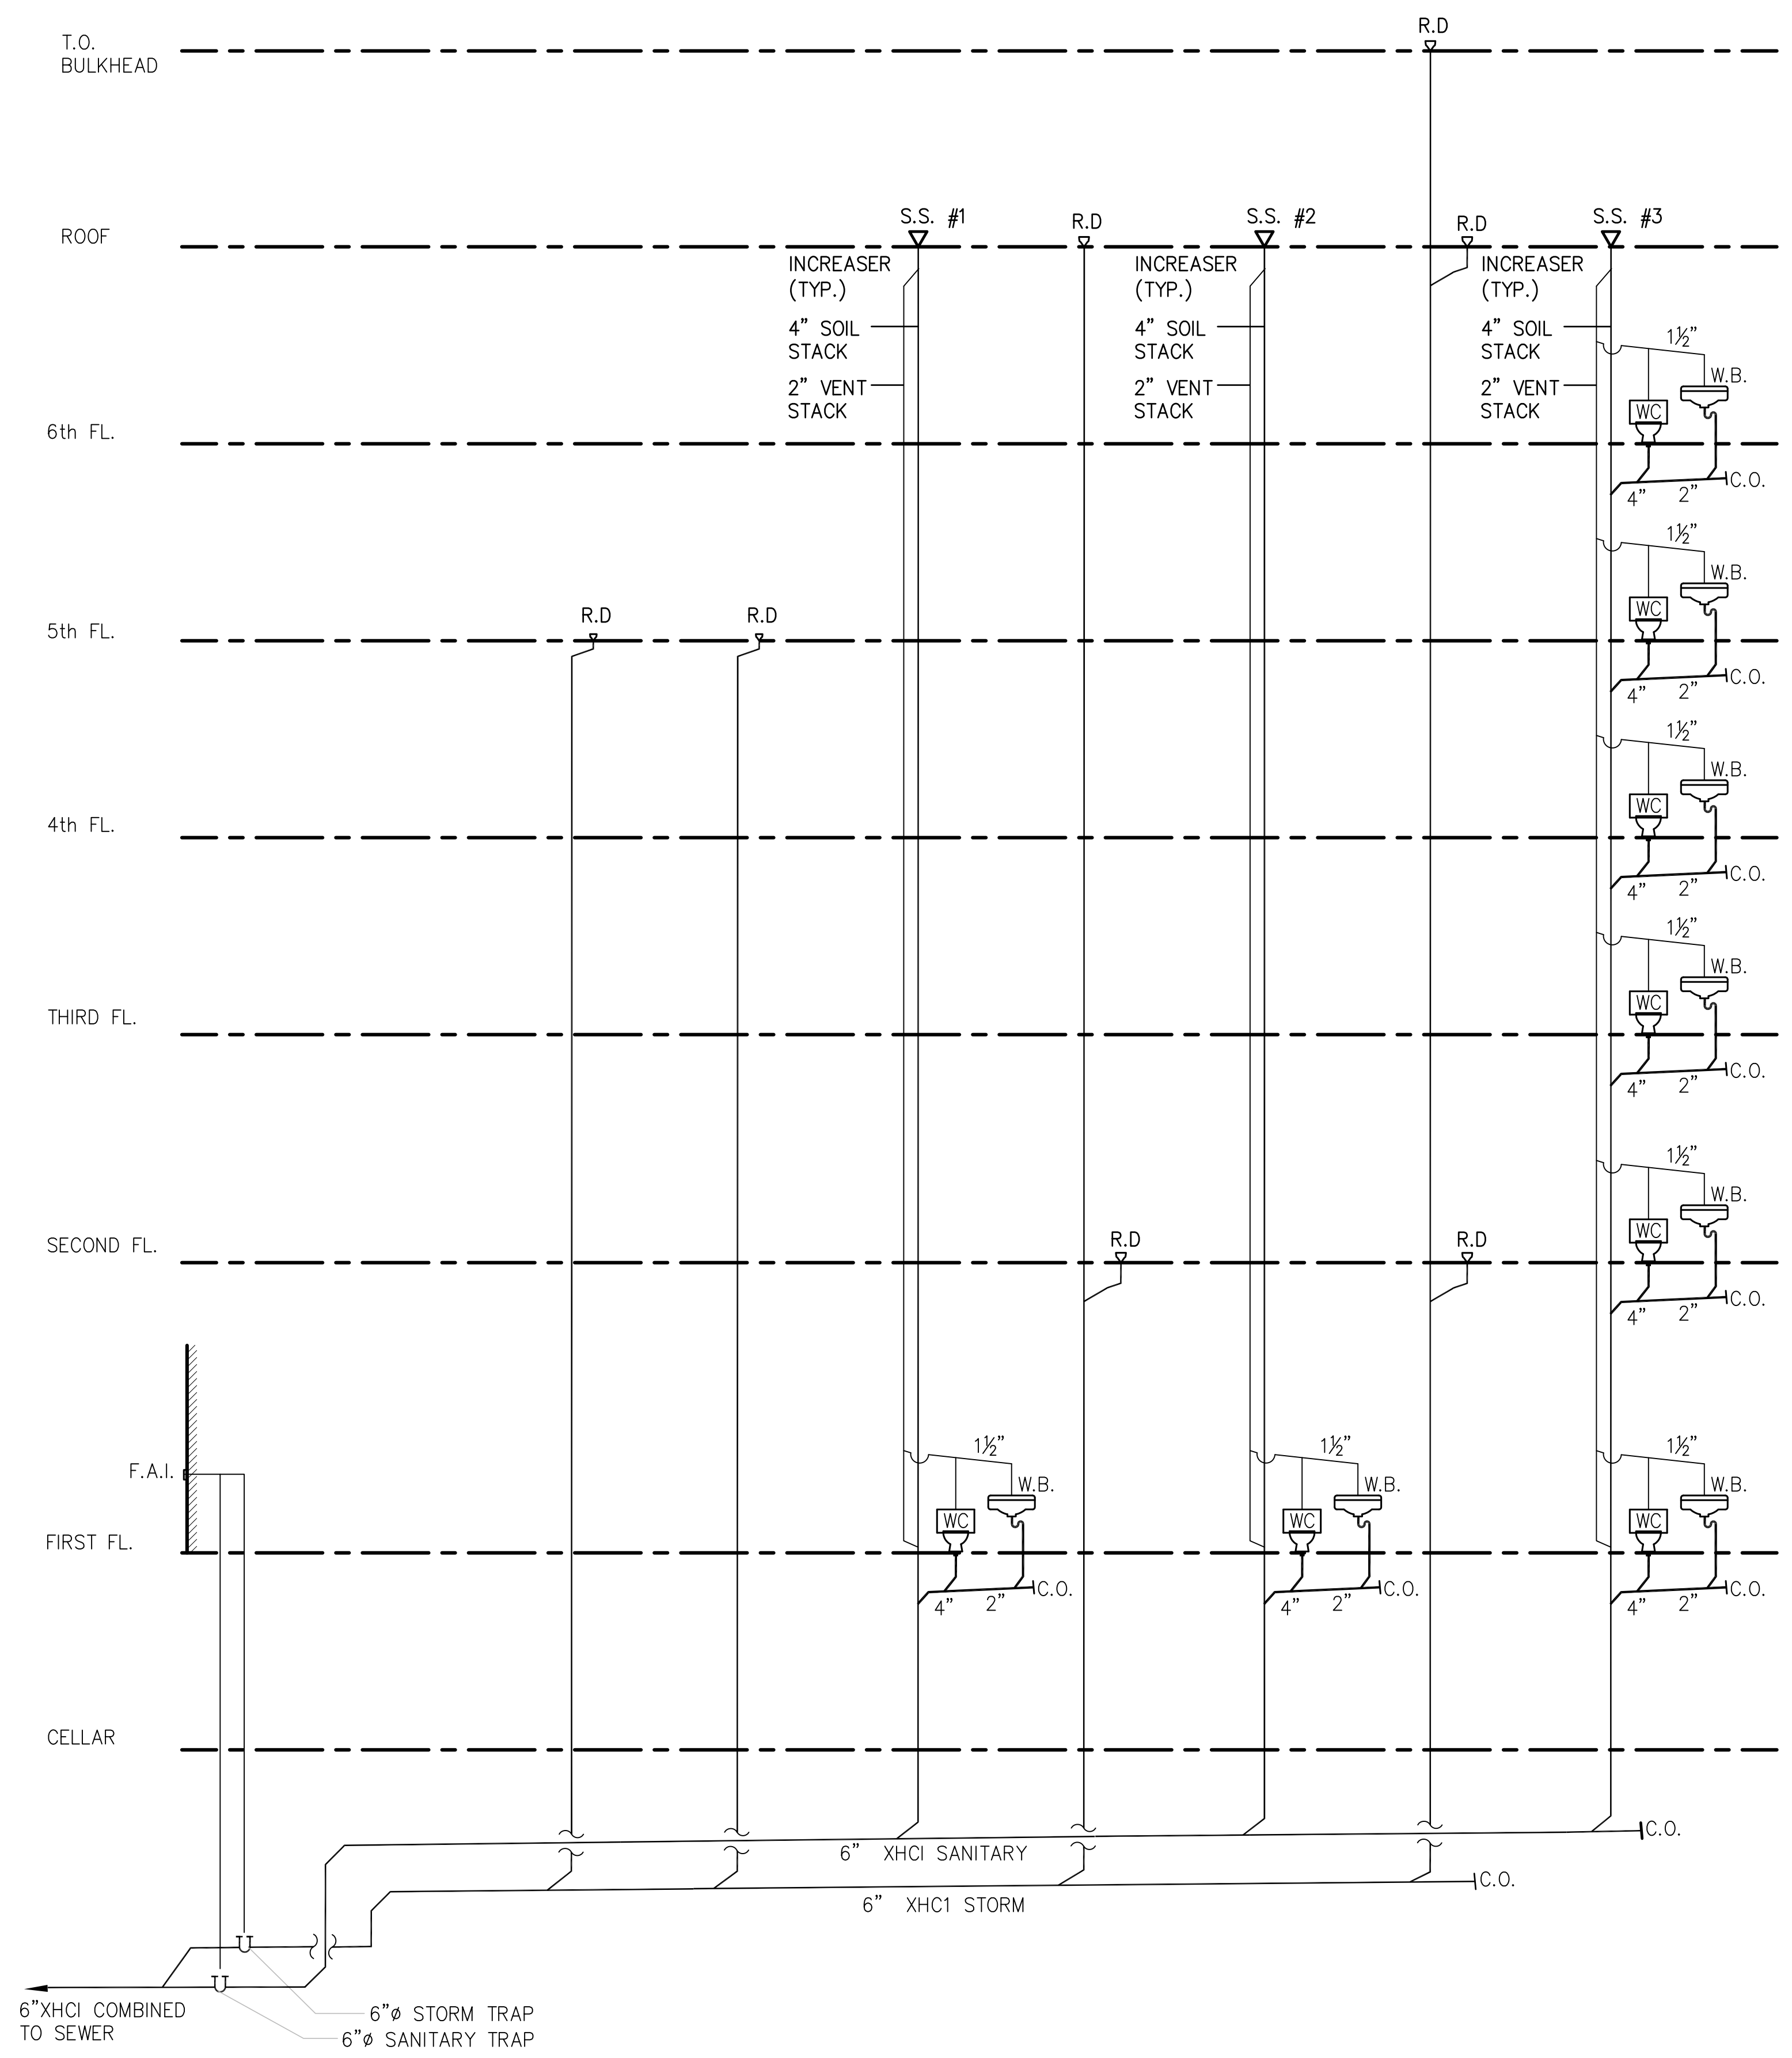 R.D
T.O.
BULKHEAD
S.S. #1
R.D
S.S. #2
R.D
S.S. #3
ROOF
INCREASER
(TYP.)
4” SOIL
STACK
2” VENT
STACK
INCREASER
(TYP.)
4” SOIL
STACK
2” VENT
STACK
INCREASER
(TYP.)
4” SOIL
STACK
2” VENT
STACK
1½”
W.B.
WC
6th FL.
C.O.
4” 2”
1½”
W.B.
WC
R.D
R.D
5th FL.
C.O.
4” 2”
1½”
W.B.
WC
4th FL.
C.O.
4” 2”
1½”
W.B.
WC
THIRD FL.
C.O.
4” 2”
1½”
W.B.
WC
R.D
R.D
SECOND FL.
C.O.
4” 2”
F.A.I.
1½”
W.B.
WC
1½”
W.B.
WC
1½”
W.B.
WC
FIRST FL.
C.O.
4” 2”
C.O.
4” 2”
C.O.
4” 2”
CELLAR
C.O.
6” XHCI SANITARY
C.O.
6” XHC1 STORM
6”XHCI COMBINED
TO SEWER
6”ø STORM TRAP
6”ø SANITARY TRAP